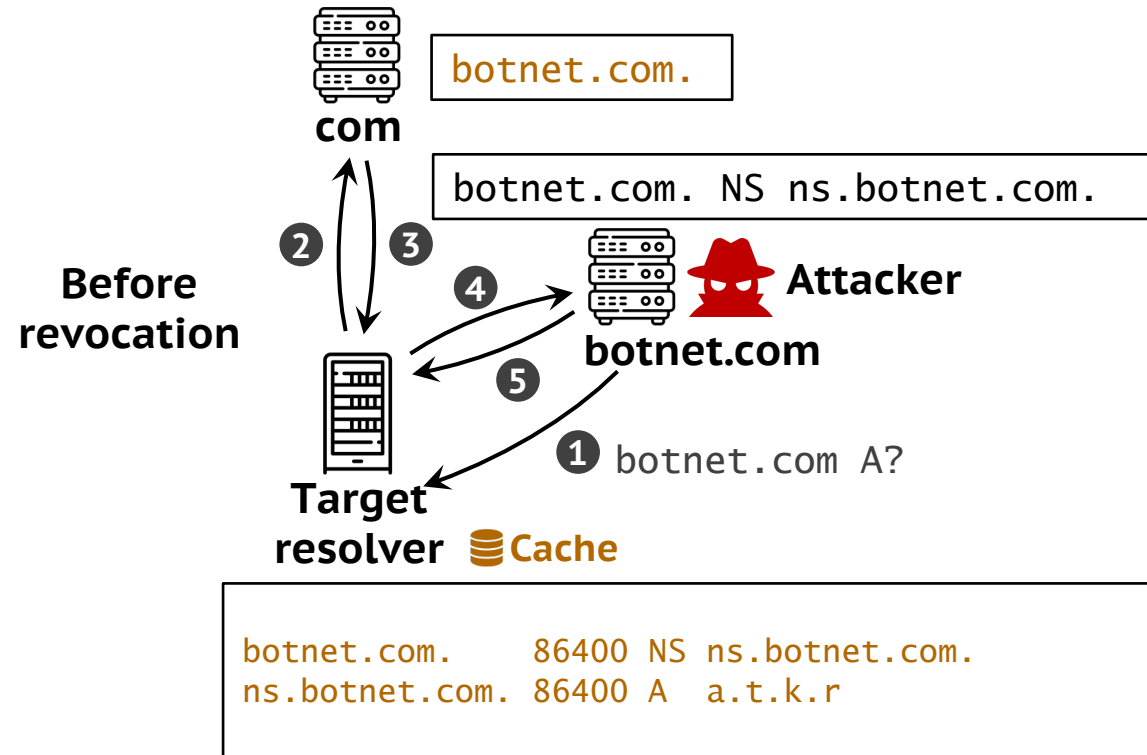 botnet.com.
com
botnet.com. NS ns.botnet.com.
2
3
Before
revocation
4
Attacker
botnet.com
5
1 botnet.com A?
Target
resolver Cache
botnet.com. 86400 NS ns.botnet.com.
ns.botnet.com. 86400 A a.t.k.r